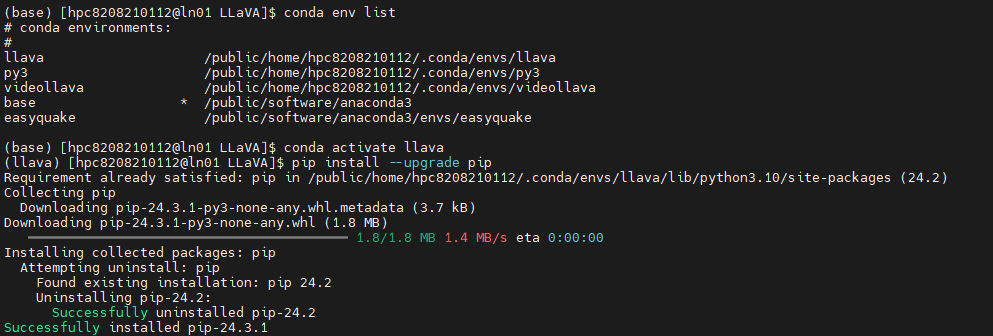 (base) [hpc8208210112@ln01 LLaVA]$ conda env list
# conda environments:
#
llava                    /public/home/hpc8208210112/.conda/envs/llava
py3                      /public/home/hpc8208210112/.conda/envs/py3
videollava               /public/home/hpc8208210112/.conda/envs/videollava
base                  *  /public/software/anaconda3
easyquake                /public/software/anaconda3/envs/easyquake

(base) [hpc8208210112@ln01 LLaVA]$ conda activate llava
(llava) [hpc8208210112@ln01 LLaVA]$ pip install --upgrade pip
Requirement already satisfied: pip in /public/home/hpc8208210112/.conda/envs/llava/lib/python3.10/site-packages (24.2)
Collecting pip
  Downloading pip-24.3.1-py3-none-any.whl.metadata (3.7 kB)
Downloading pip-24.3.1-py3-none-any.whl (1.8 MB)
1.8/1.8 MB 1.4 MB/s eta 0:00:00
Installing collected packages: pip
  Attempting uninstall: pip
    Found existing installation: pip 24.2
    Uninstalling pip-24.2:
      Successfully uninstalled pip-24.2
Successfully installed pip-24.3.1